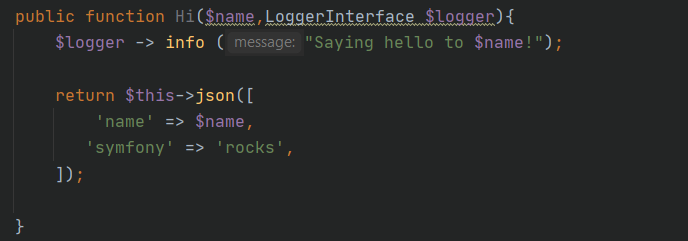 public function Hi($name,LoggerInterface $logger){
$logger -> info ( message: "Saying hello to $name!");
return $this->json([
'name' => $name,
'symfony' => 'rocks',
]);
}